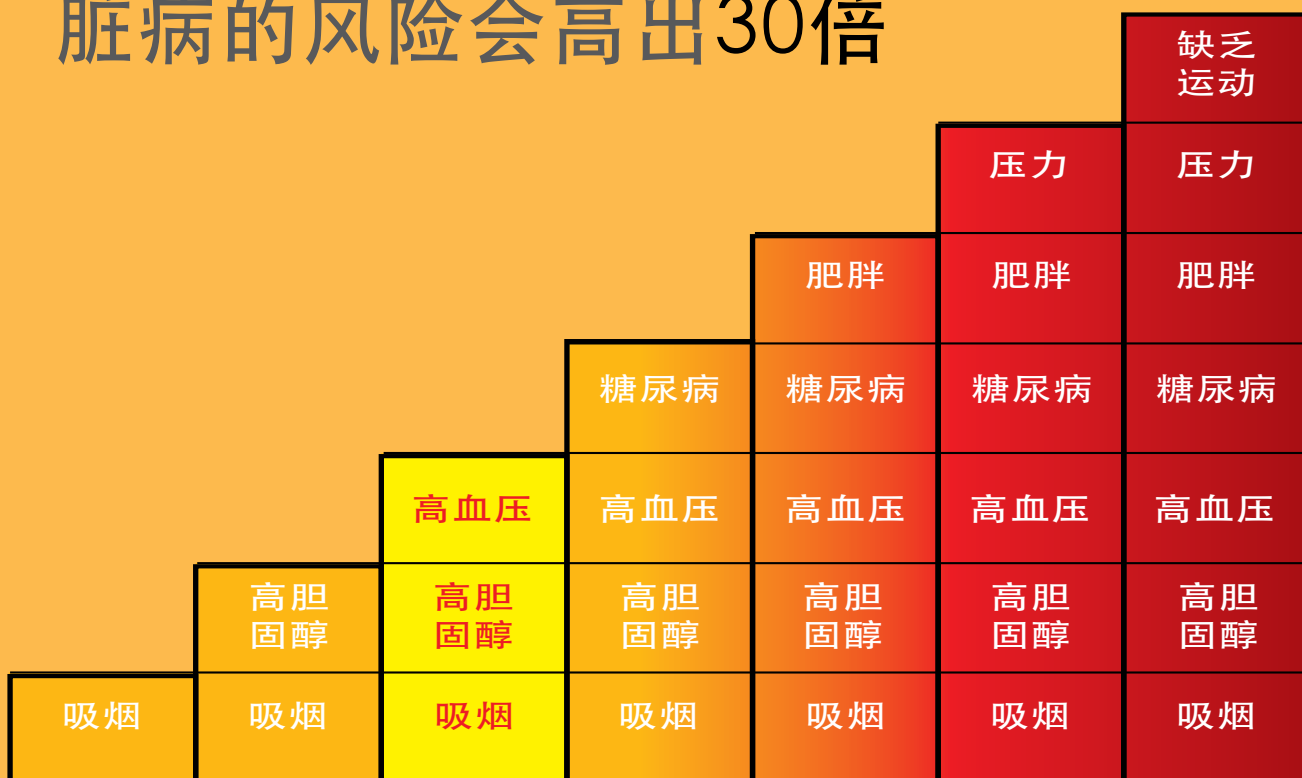 脏病的风险会高出30倍
缺乏
运动
压力
压力
肥胖
肥胖
肥胖
糖尿病
糖尿病
糖尿病
糖尿病
高血压
高血压
高血压
高血压
高血压
高胆
固醇
高胆
固醇
高胆
固醇
高胆
固醇
高胆
固醇
高胆
固醇
吸烟
吸烟
吸烟
吸烟
吸烟
吸烟
吸烟